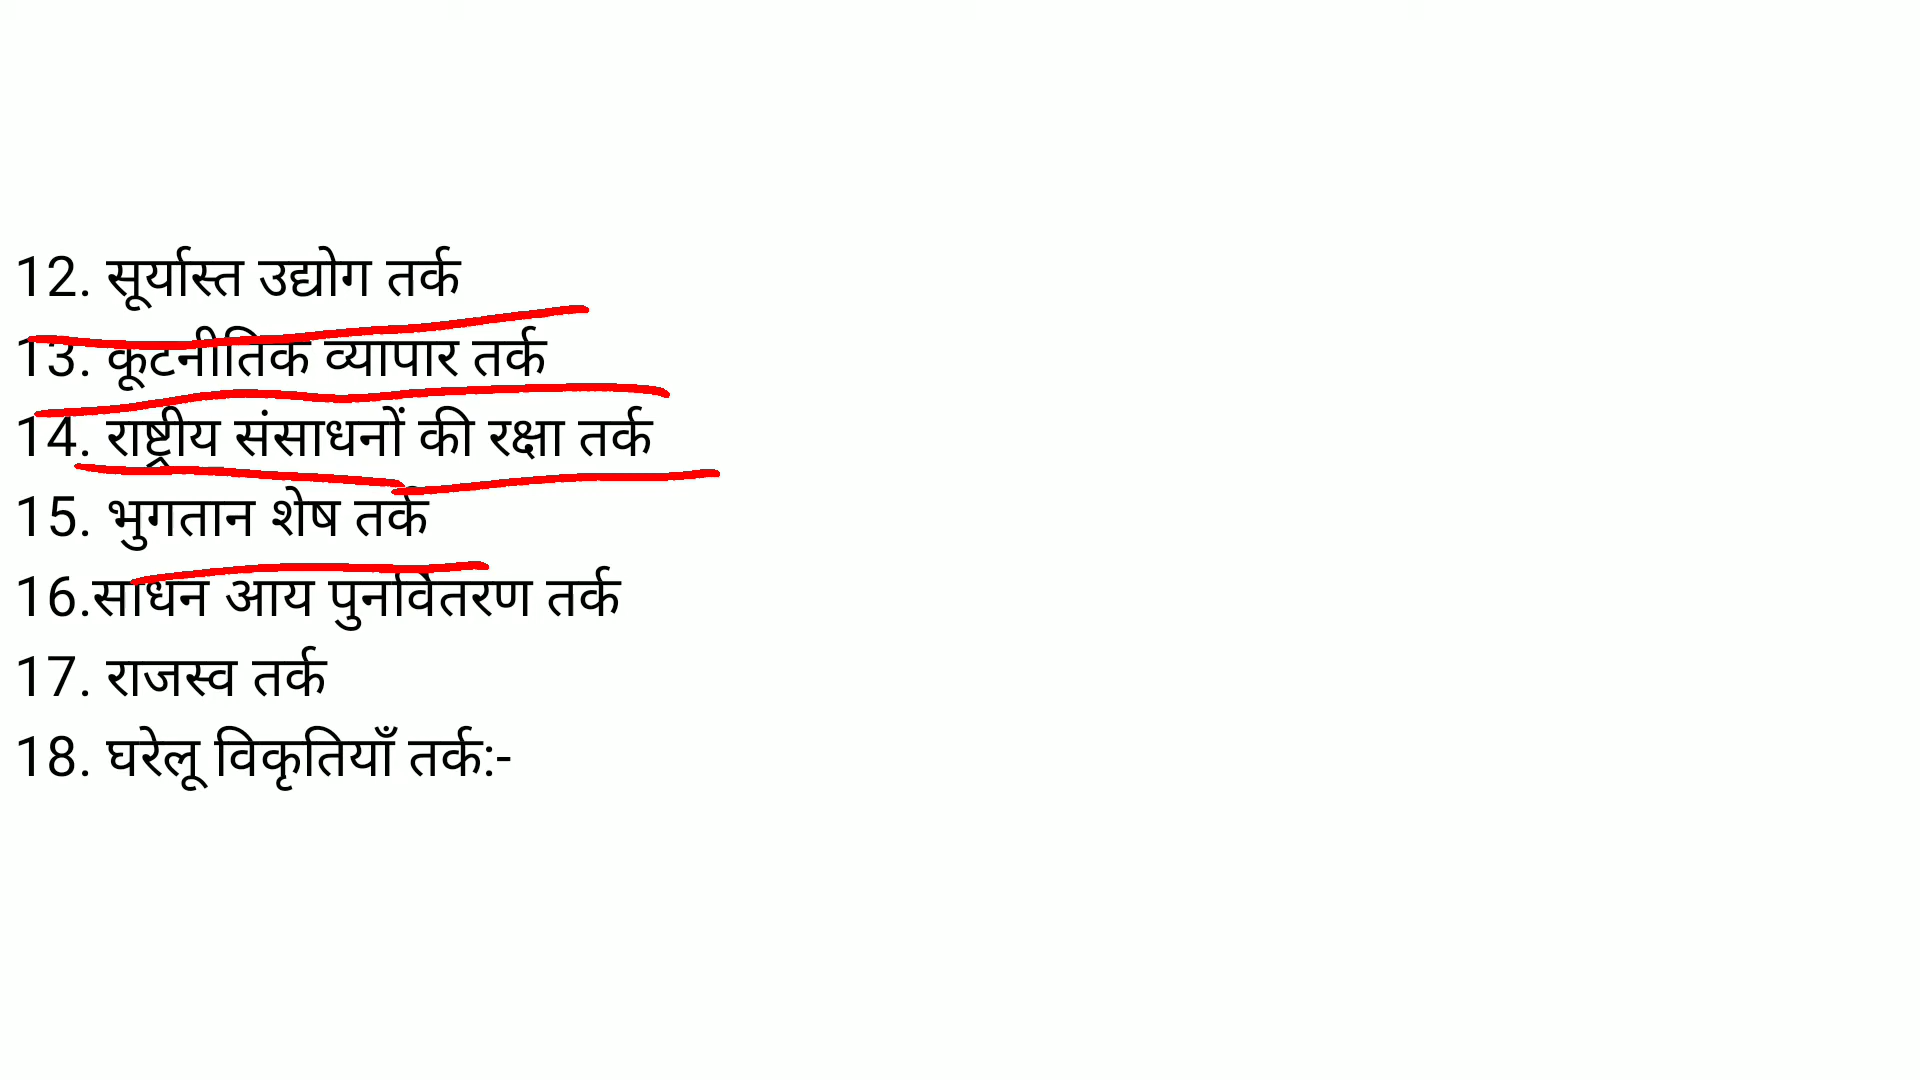 12. सूर्यास्त उद्योग तर्क
13. कूटनीतिक व्यापार तर्क
14. राष्ट्रीय संसाधनों की रक्षा तर्क
15. भुगतान शेष तर्क
16.साधन आय पुनर्वितरण तर्क
17. राजस्व तर्क
18. घरेलू विकृतियाँ तर्क:-